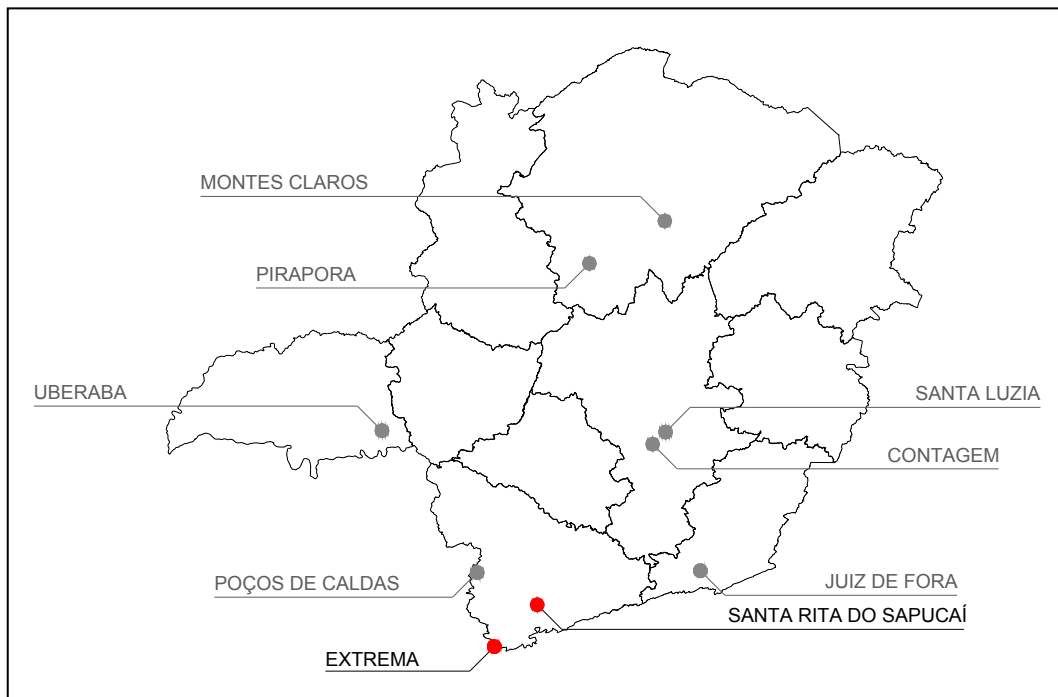 MONTES CLAROS
PIRAPORA
UBERABA
SANTA LUZIA
CONTAGEM
POÇOS DE CALDAS
JUIZ DE FORA
SANTA RITA DO SAPUCAÍ
EXTREMA